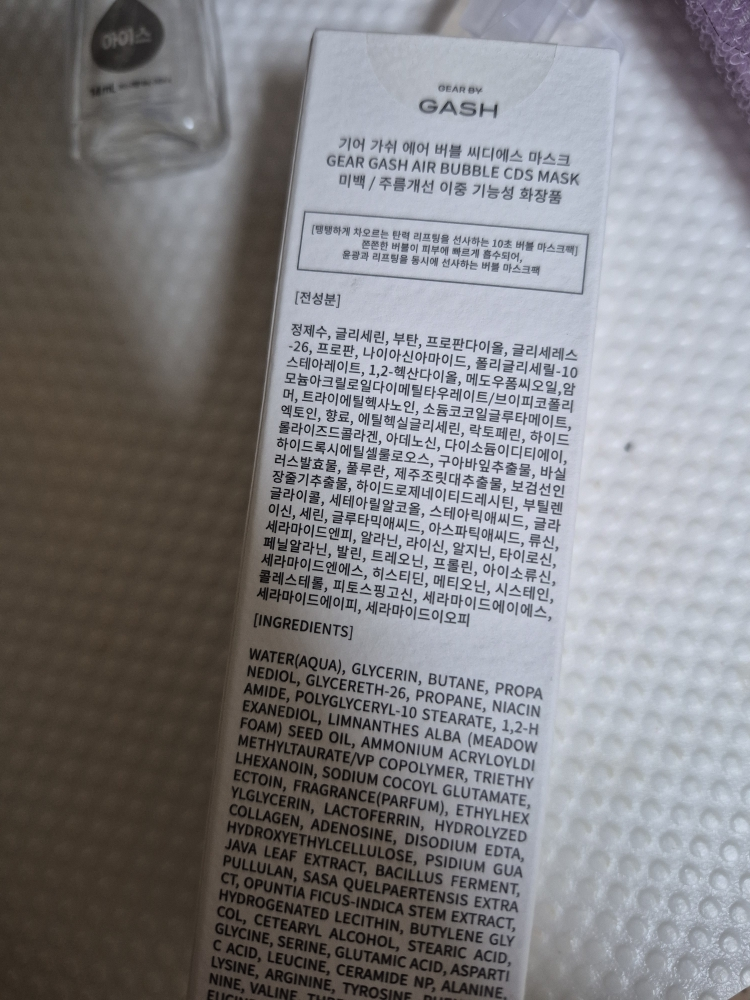 아이스
GEAR BY
GASH
기어 가쉬 에어 버블 씨디에스 마스크
GEAR GASH AIR BUBBLE CDS MASK
미백 / 주름개선 이중 기능성 화장품
[탱탱하게 차오르는 탄력 리프팅을 선사하는 10초 버블 마스크팩]
쫀쫀한 버블이 피부에 빠르게 흡수되어,
윤광과 리프팅을 동시에 선사하는 버블 마스크팩
[전성분]
정제수, 글리세린, 부탄, 프로판다이올, 글리세레스
-26, 프로판, 나이아신아마이드, 폴리글리세릴-10
스테아레이트, 1,2-헥산다이올, 메도우폼씨오일,암
모늄아크릴로일다이메틸타우레이트/브이피코폴리
머, 트라이에틸헥사노인, 소듐코코일글루타메이트,
엑토인, 향료, 에틸헥실글리세린, 락토페린, 하이드
롤라이즈드콜라겐, 아데노신, 다이소듐이디티에이,
하이드록시에틸셀룰로오스, 구아바잎추출물, 바실
러스발효물, 풀루란, 제주조릿대추출물, 보검선인
장줄기추출물, 하이드로제네이티드레시틴, 부틸렌
글라이콜, 세테아릴알코올, 스테아릭애씨드, 글라
이신, 세린, 글루타믹애씨드, 아스파틱애씨드, 류신,
세라마이드엔피, 알라닌, 라이신, 알지닌, 타이로신,
페닐알라닌, 발린, 트레오닌, 프롤린, 아이소류신,
세라마이드엔에스, 히스티딘, 메티오닌, 시스테인,
콜레스테롤, 피토스핑고신, 세라마이드에이에스,
세라마이드에이피, 세라마이드이오피
[INGREDIENTS]
WATER(AQUA), GLYCERIN, BUTANE, PROPA
NEDIOL, GLYCERETH-26, PROPANE, NIACIN
AMIDE, POLYGLYCERYL-10 STEARATE, 1,2-H
EXANEDIOL, LIMNANTHES ALBA (MEADOW
FOAM) SEED OIL, AMMONIUM ACRYLOYLDI
METHYLTAURATE/VP COPOLYMER, TRIETHY
LHEXANOIN, SODIUM COCOYL GLUTAMATE,
ECTOIN, FRAGRANCE(PARFUM), ETHYLHEX
YLGLYCERIN, LACTOFERRIN, HYDROLYZED
COLLAGEN, ADENOSINE, DISODIUM EDTA,
HYDROXYETHYLCELLULOSE, PSIDIUM GUA
JAVA LEAF EXTRACT, BACILLUS FERMENT,
PULLULAN, SASA QUELPAERTENSIS EXTRA
CT, OPUNTIA FICUS-INDICA STEM EXTRACT,
HYDROGENATED LECITHIN, BUTYLENE GLY
COL, CETEARYL ALCOHOL, STEARIC ACID,
GLYCINE, SERINE, GLUTAMIC ACID, ASPARTI
C ACID, LEUCINE, CERAMIDE NP, ALANINE,
LYSINE, ARGININE, TYROSINE,
NINE, VALINE,